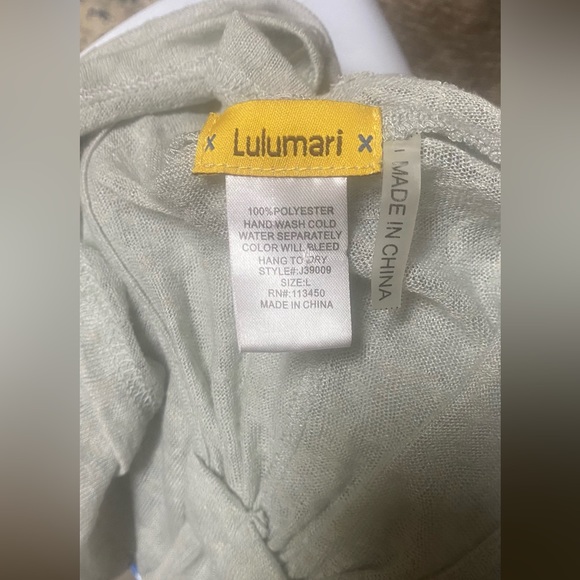 x Lulumari x
100%POLYESTER
HAND WASH COLD
WATER SEPARATELY
COLOR WILL BLEED
HANG TO DRY
STYLE#:J39009
SIZE:L
RN#:113450
MADE IN CHINA
MADE IN CHINA